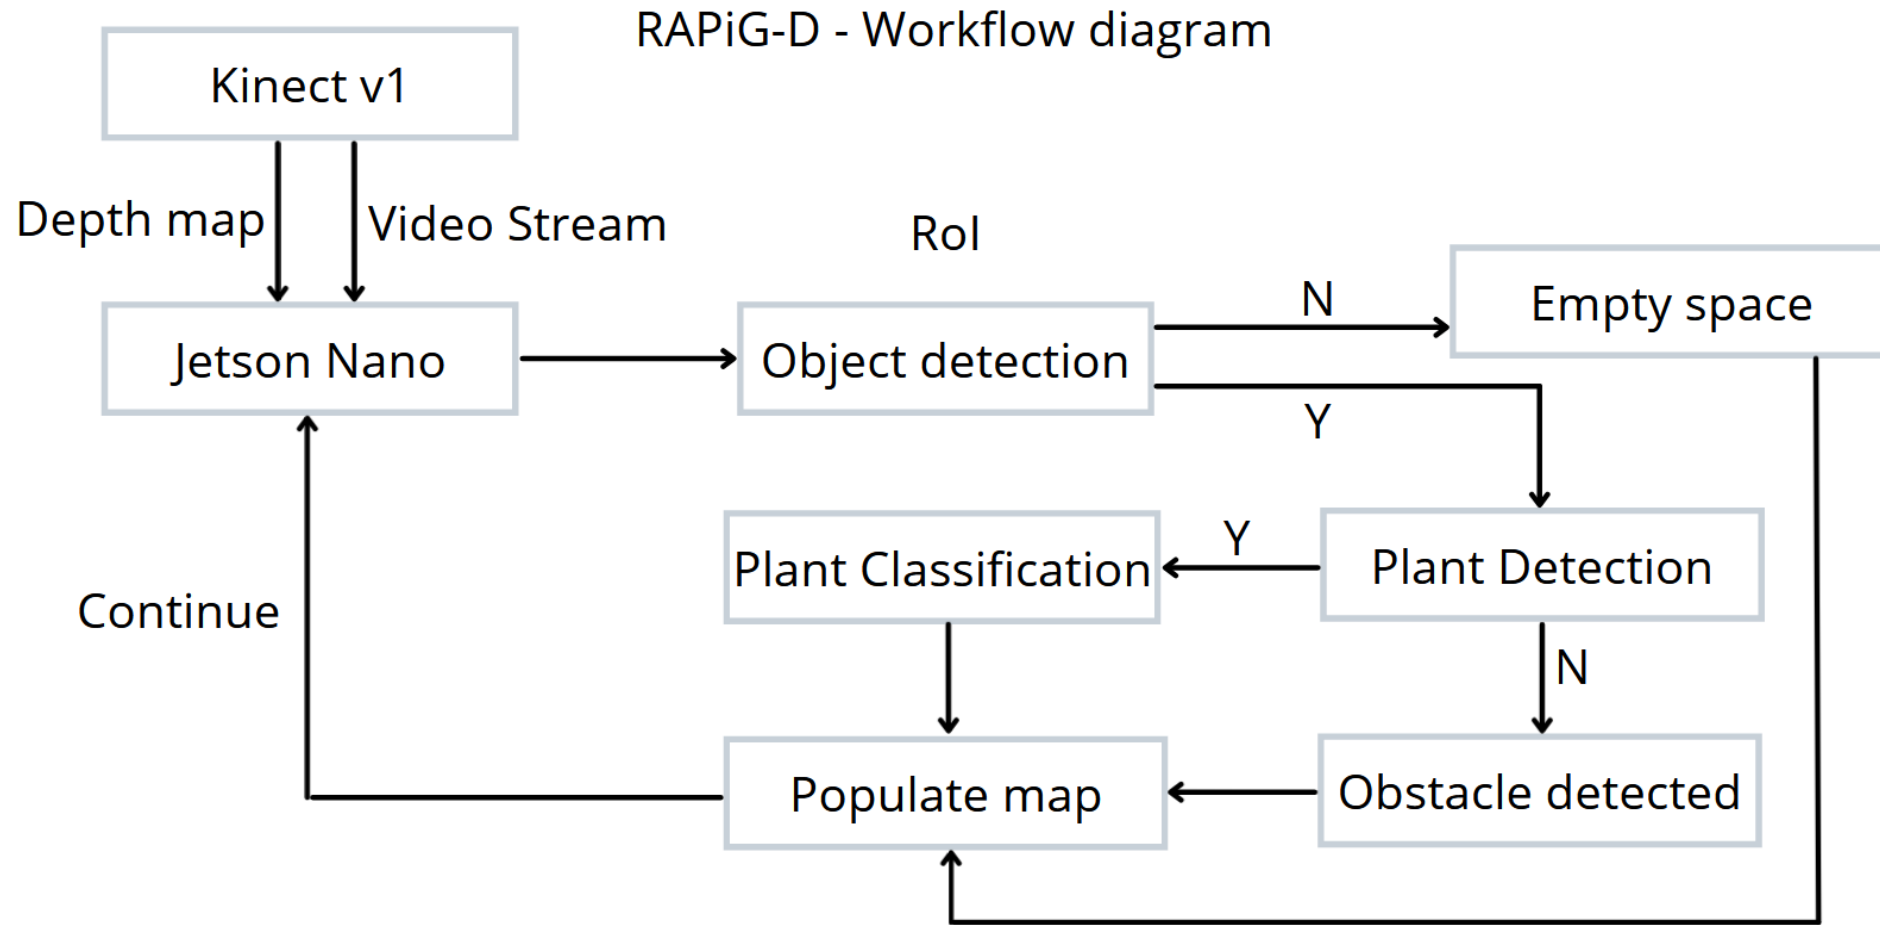 RAPiG-D - Workflow diagram
Kinect v1
Depth map
Video Stream
RoI
Jetson Nano
Object detection
N
Empty space
Y
Plant Classification
Y
Plant Detection
Continue
N
Populate map
Obstacle detected